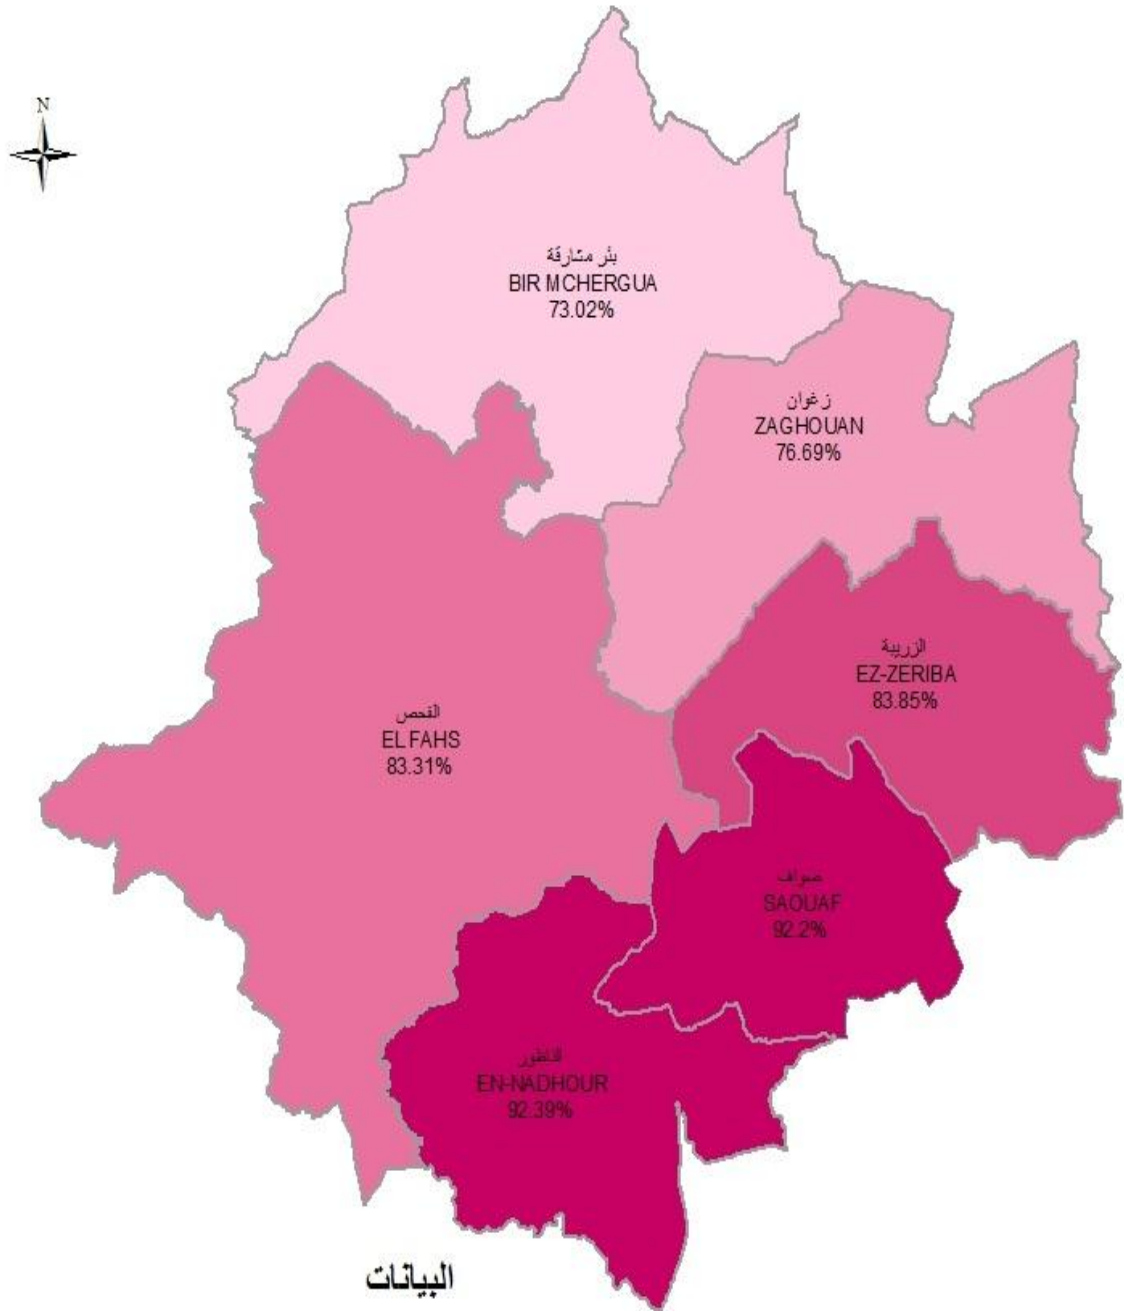 N
بئر مشارقة
BIR MCHERGUA
73.02%
زغوان
ZAGHOUAN
76.69%
الزريبة
EZ-ZERIBA
83.85%
الفحص
EL FAHS
83.31%
صواف
SAOUAF
92.2%
الناظور
EN-NADHOUR
92.39%
البيانات